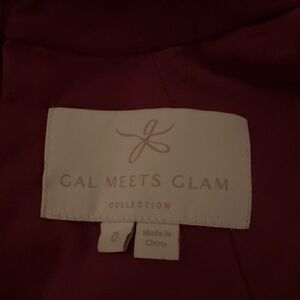 g
GAL MEETS GLAM
COLLECTION
0
Made in
China